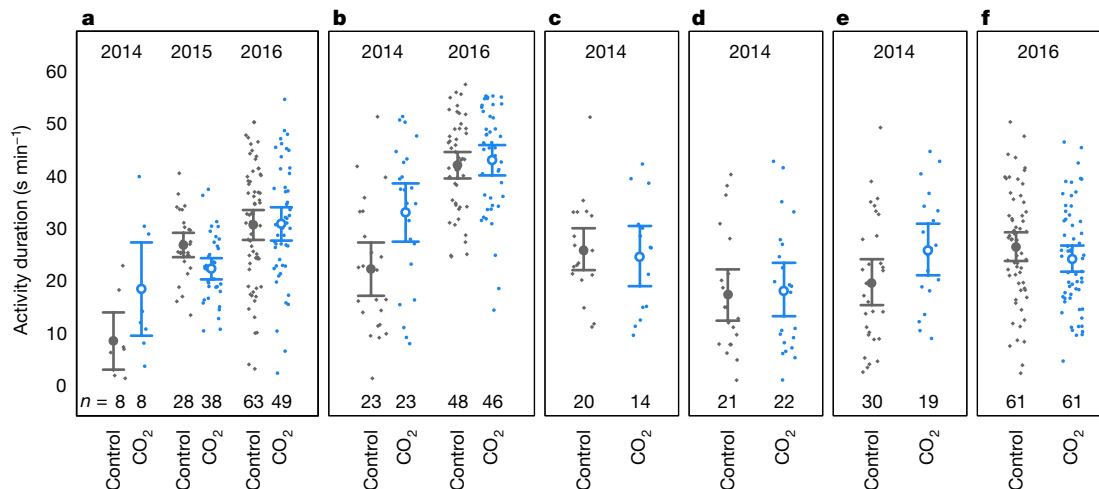 a b c d e f
2014 2015 2016 2014 2016 2014 2014 2014 2016
Activity duration (s min⁻¹)
60
50
40
30
20
10
0
n = 8 8 28 38 63 49 23 23 48 46 20 14 21 22 30 19 61 61
Control CO₂ Control CO₂ Control CO₂ Control CO₂ Control CO₂ Control CO₂ Control CO₂ Control CO₂ Control CO₂